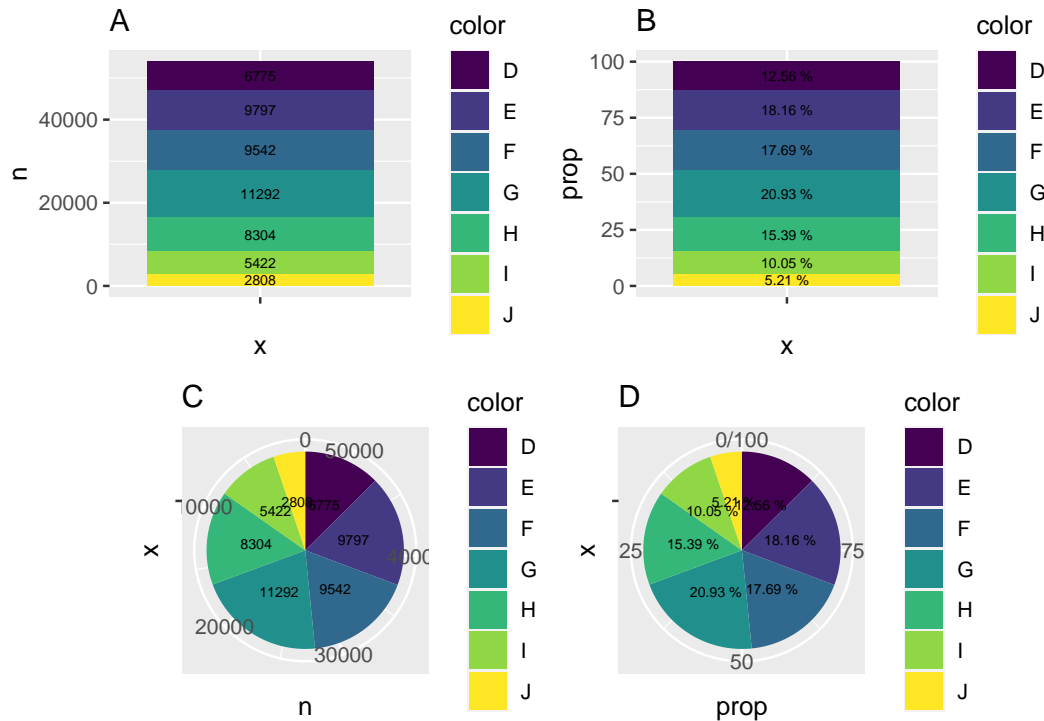 A
n
40000
20000
0
6775
9797
9542
11292
8304
5422
2808
x
color
D
E
F
G
H
I
J
B
prop
100
75
50
25
0
12.56 %
18.16 %
17.69 %
20.93 %
15.39 %
10.05 %
5.21 %
x
color
D
E
F
G
H
I
J
C
x
0
50000
10000
20000
30000
6775
9797
9542
11292
8304
5422
2808
n
color
D
E
F
G
H
I
J
D
x
0/100
75
50
25
12.56 %
18.16 %
17.69 %
20.93 %
15.39 %
10.05 %
5.21 %
prop
color
D
E
F
G
H
I
J